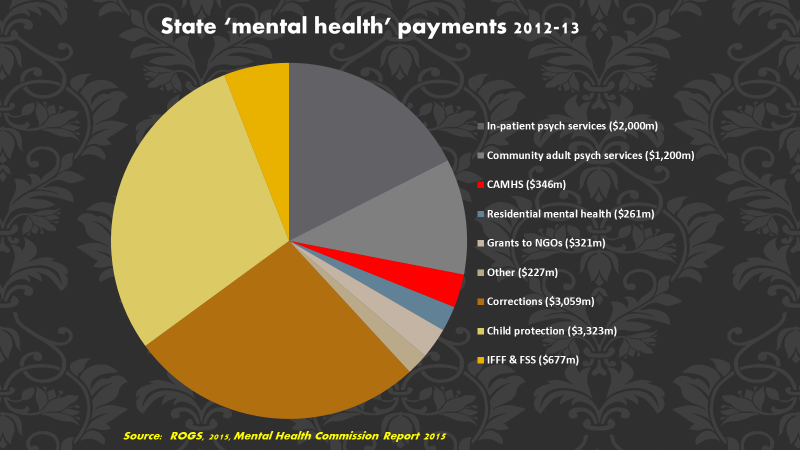 State ‘mental health’ payments 2012-13
In-patient psych services ($2,000m)
Community adult psych services ($1,200m)
CAMHS ($346m)
Residential mental health ($261m)
Grants to NGOs ($321m)
Other ($227m)
Corrections ($3,059m)
Child protection ($3,323m)
IFFF & FSS ($677m)
Source: ROGS, 2015, Mental Health Commission Report 2015